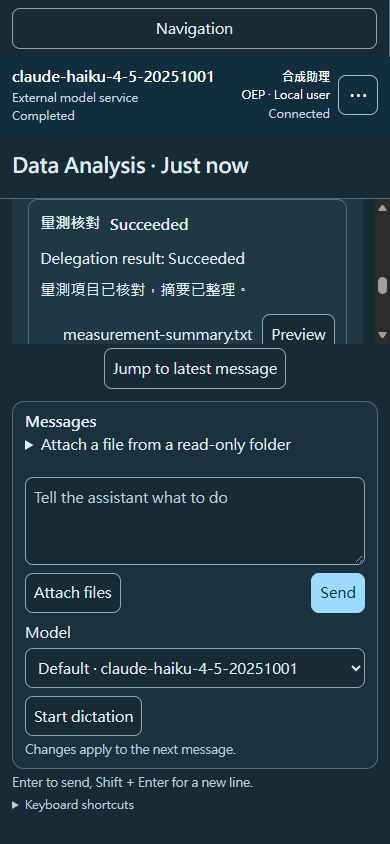 Navigation
claude-haiku-4-5-20251001
合成助理
External model service
OEP · Local user
...
Completed
Connected
Data Analysis · Just now
量測核對 Succeeded
Delegation result: Succeeded
量測項目已核對，摘要已整理。
measurement-summary.txt Preview
Jump to latest message
Messages
Attach a file from a read-only folder
Tell the assistant what to do
Attach files Send
Model
Default · claude-haiku-4-5-20251001
Start dictation
Changes apply to the next message.
Enter to send, Shift + Enter for a new line.
Keyboard shortcuts